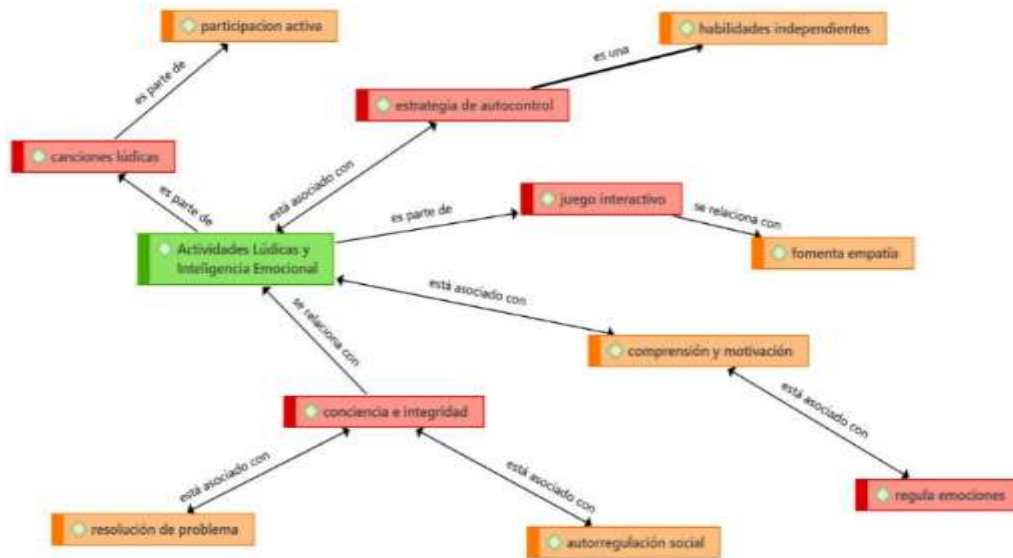 participacion activa
habilidades independientes
es parte de
es una
estrategia de autocontrol
canciones lúdicas
es parte de
está asociado con
juego interactivo
es parte de
se relaciona con
Actividades Lúdicas y
Inteligencia Emocional
fomenta empatía
está asociado con
se relaciona con
comprensión y motivación
está asociado con
conciencia e integridad
está asociado con
está asociado con
regula emociones
resolución de problema
autorregulación social